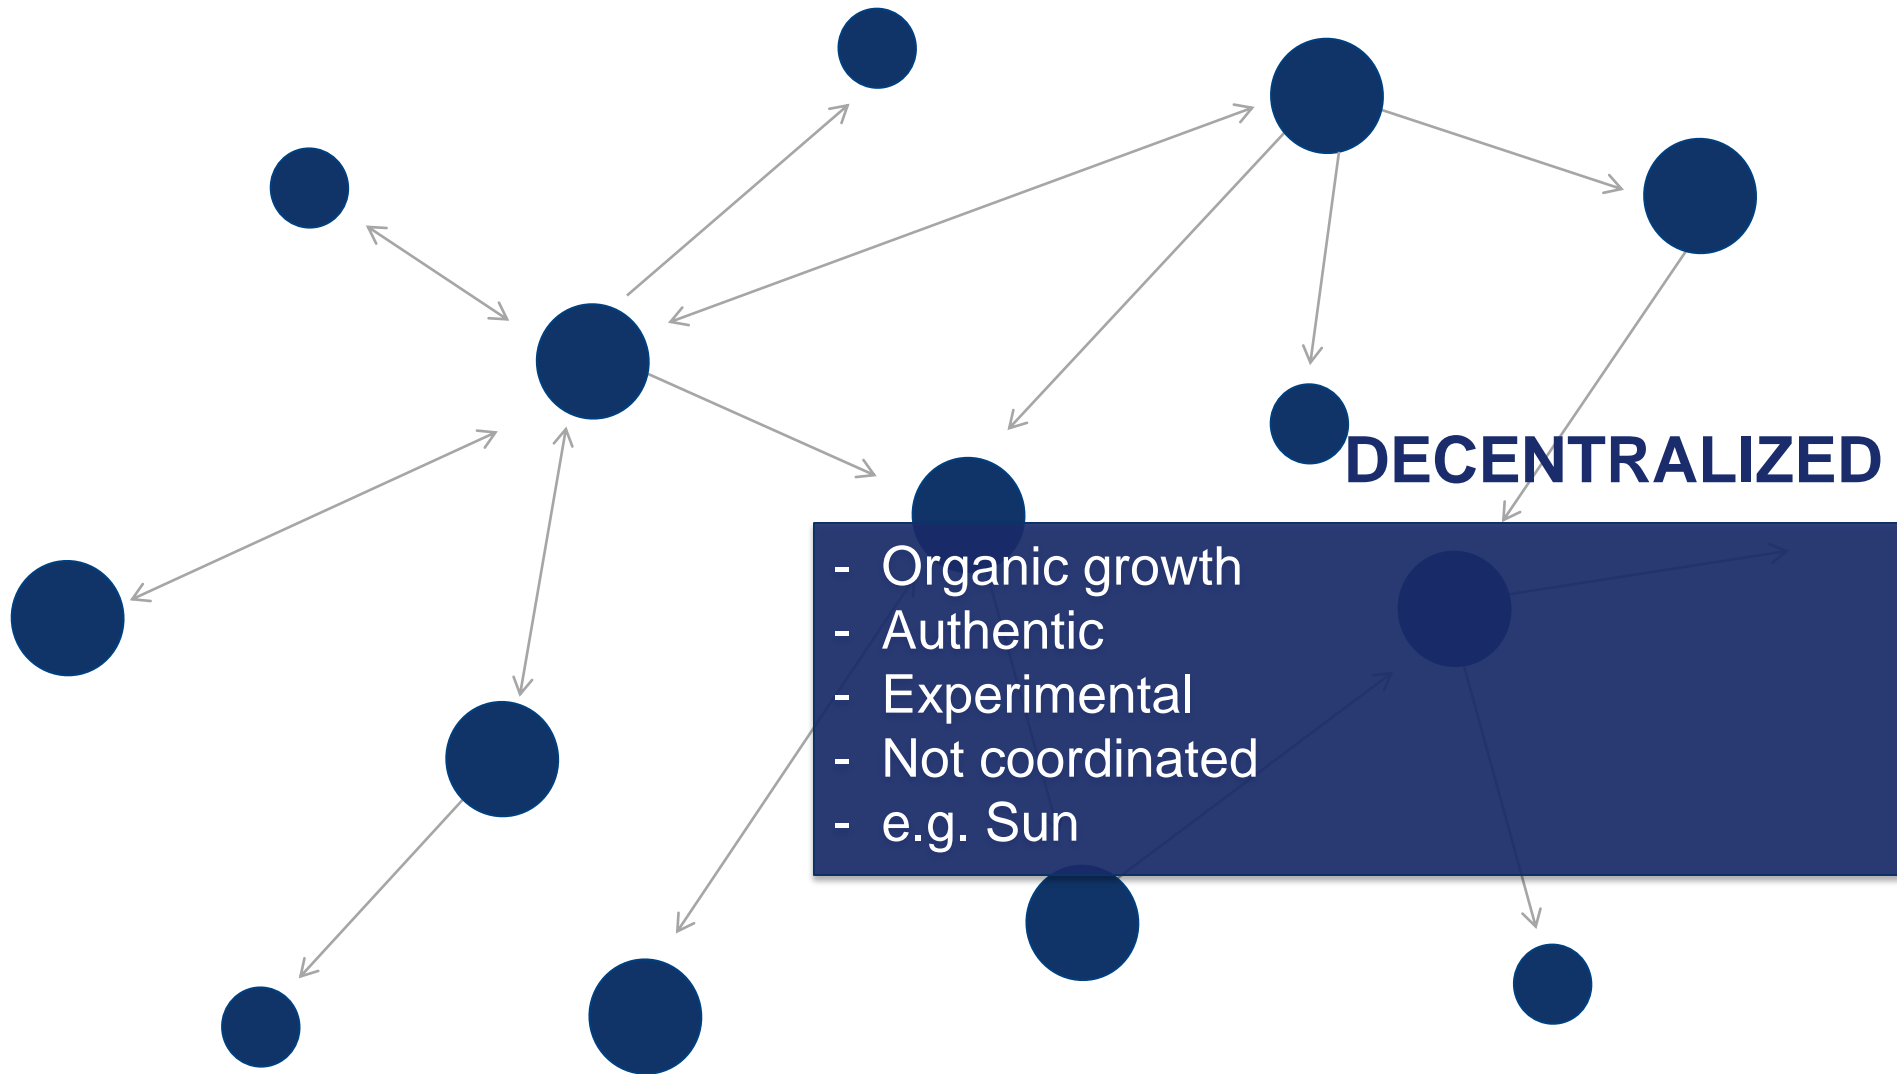 DECENTRALIZED
- Organic growth
- Authentic
- Experimental
- Not coordinated
- e.g. Sun